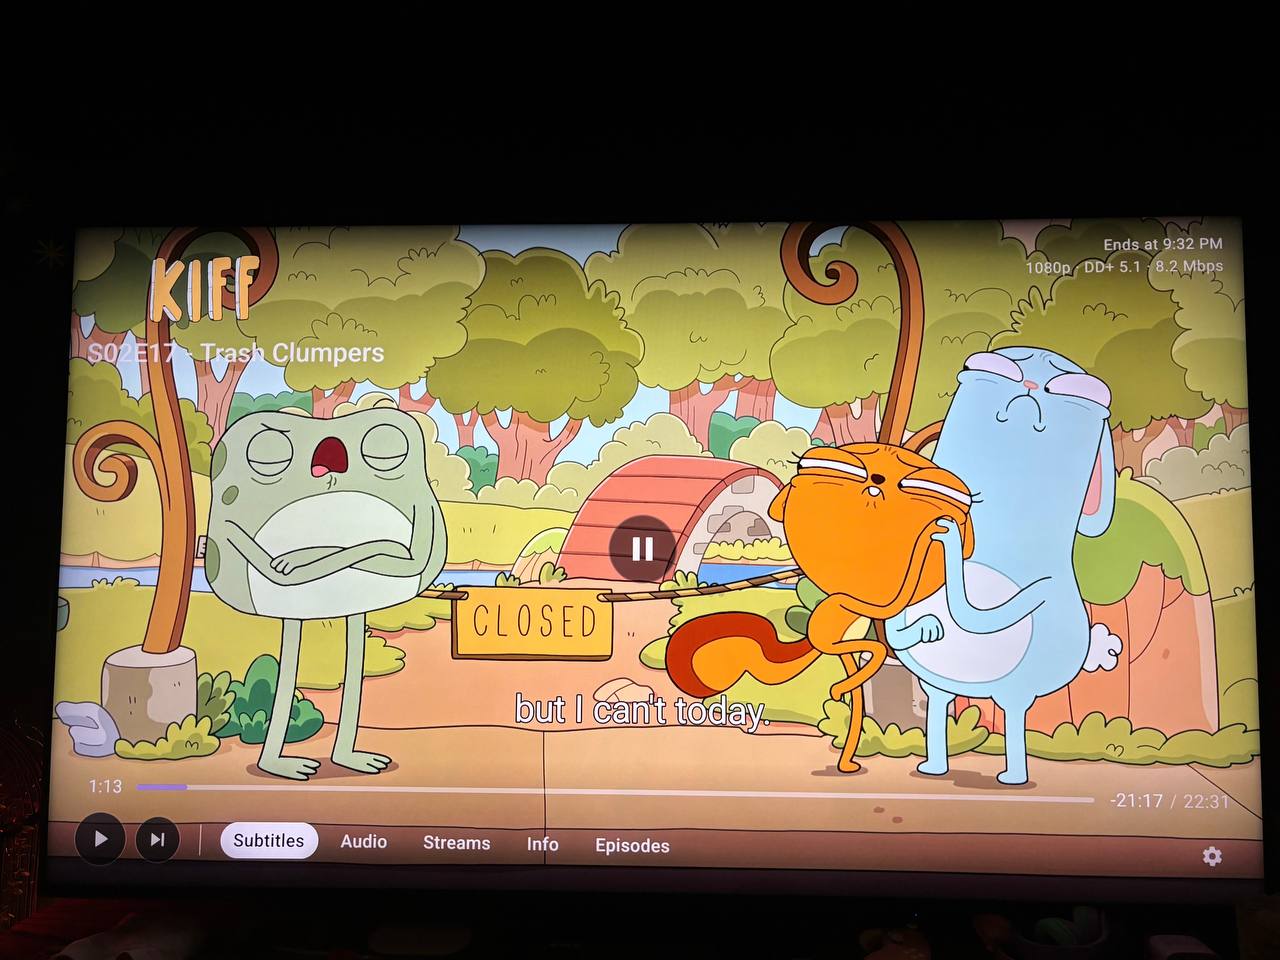 KIFF
S02E17 - Trash Clumpers
Ends at 9:32 PM
1080p · DD+ 5.1 · 8.2 Mbps
CLOSED
but I can't today.
1:13
-21:17 / 22:31
Subtitles
Audio
Streams
Info
Episodes